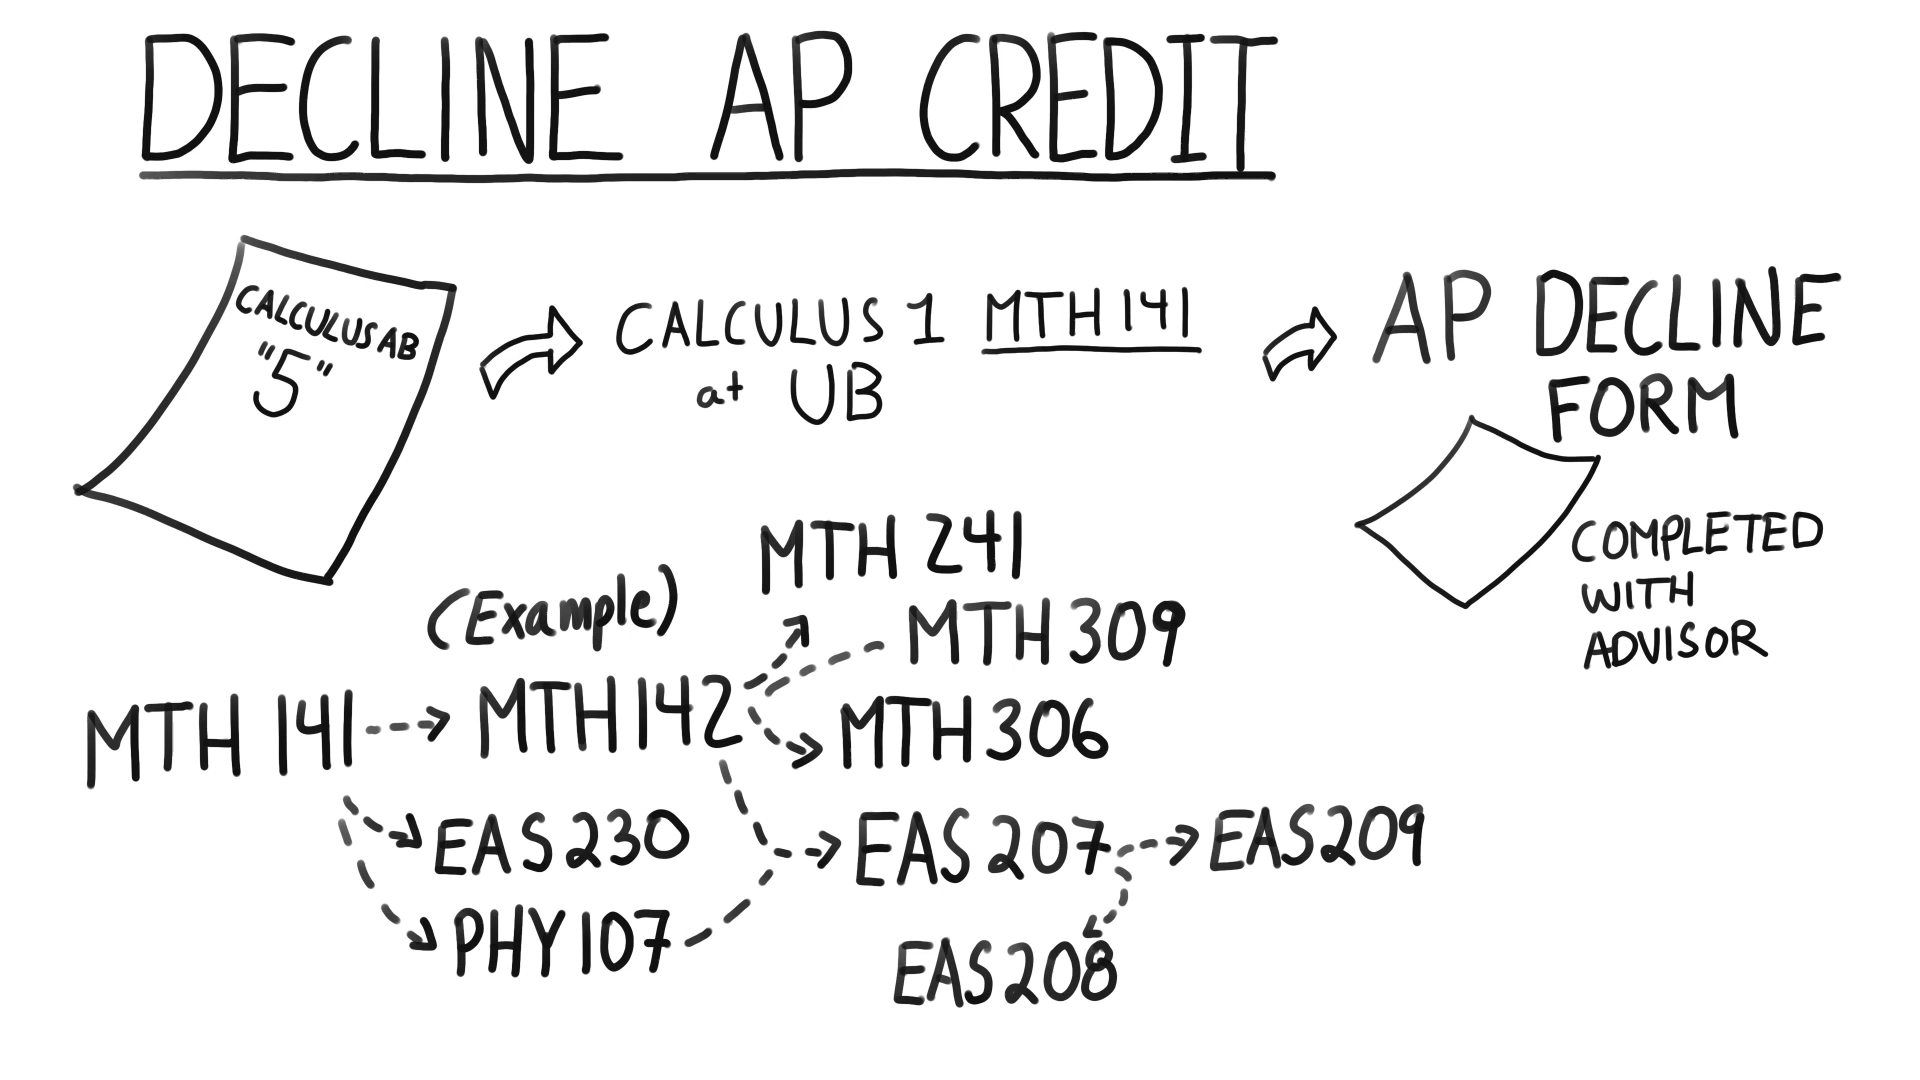 DECLINE AP CREDIT
CALCULUS AB
"5"
CALCULUS 1 MTH 141
at UB
AP DECLINE
FORM
COMPLETED
WITH
ADVISOR
(Example)
MTH 241
MTH 309
MTH 141 MTH 142 MTH 306
EAS 230 EAS 207 EAS 209
PHY 107 EAS 208